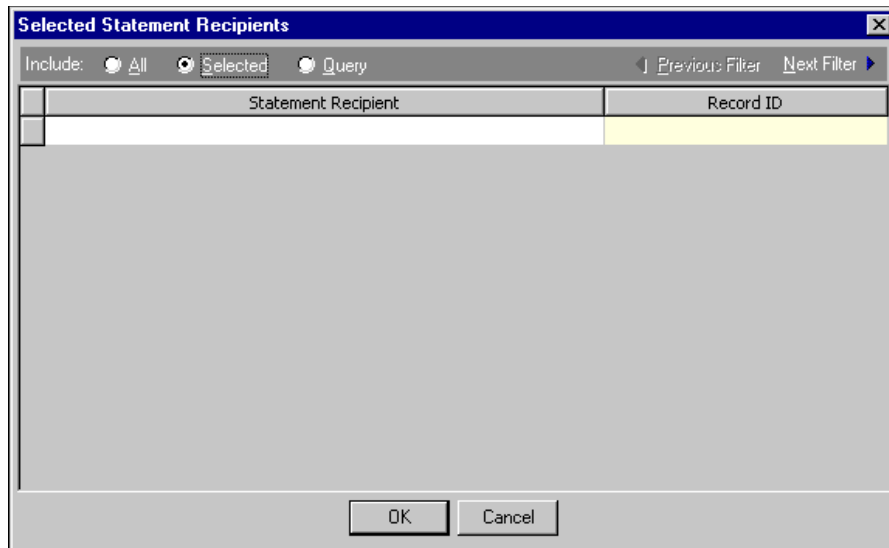 Selected Statement Recipients
Include: All Selected Query Previous Filter Next Filter
Statement Recipient Record ID
OK Cancel